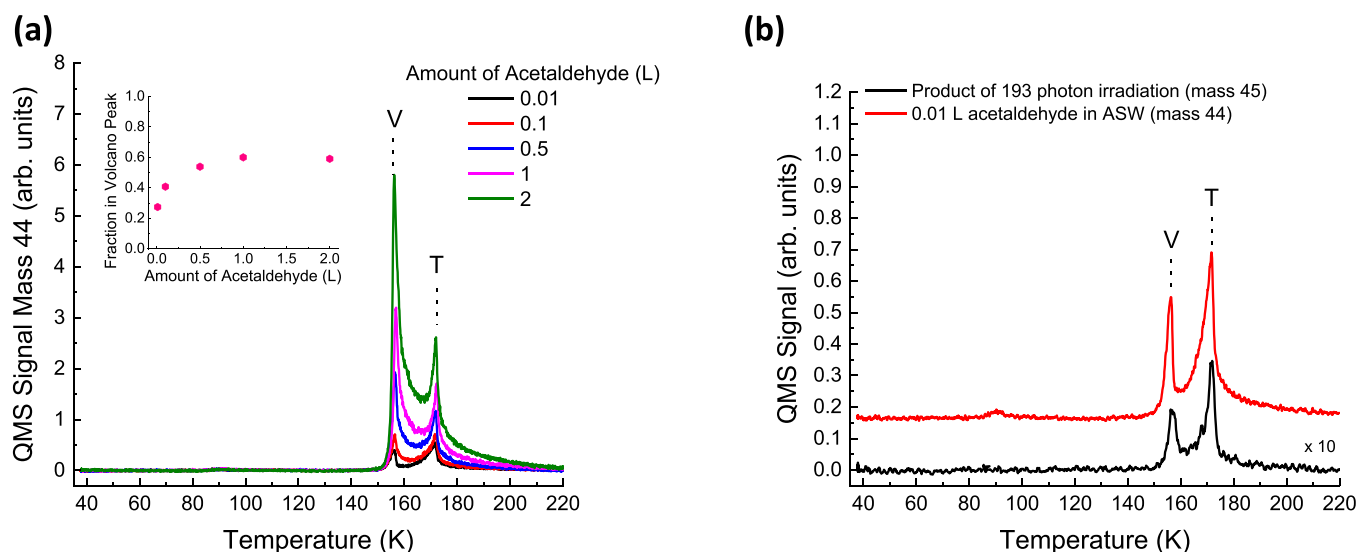 (a)
QMS Signal Mass 44 (arb. units)
8
7
6
5
4
3
2
1
0
40 60 80 100 120 140 160 180 200 220
Temperature (K)
Fraction in Volcano Peak
1.0
0.8
0.6
0.4
0.2
0.0
0.0 0.5 1.0 1.5 2.0
Amount of Acetaldehyde (L)
V
T
Amount of Acetaldehyde (L)
0.01
0.1
0.5
1
2
(b)
QMS Signal (arb. units)
1.2
1.1
1.0
0.9
0.8
0.7
0.6
0.5
0.4
0.3
0.2
0.1
0.0
Product of 193 photon irradiation (mass 45)
0.01 L acetaldehyde in ASW (mass 44)
V
T
x 10
40 60 80 100 120 140 160 180 200 220
Temperature (K)